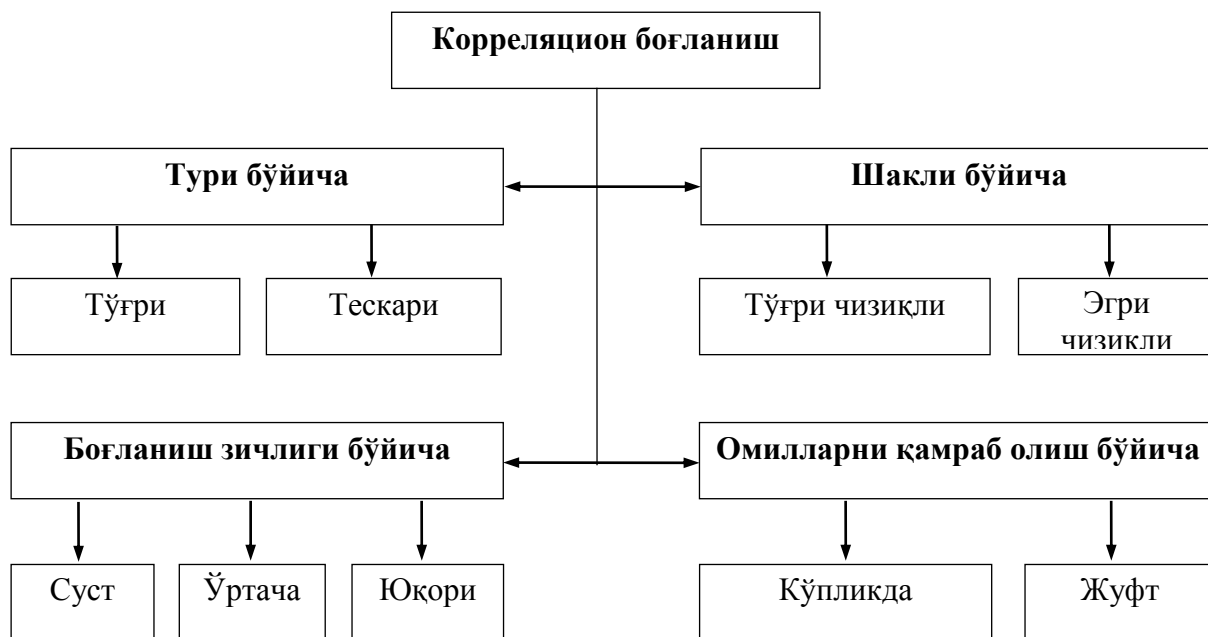 Корреляцион боғланиш
Тури бўйича
Шакли бўйича
Тўғри
Тескари
Тўғри чизиқли
Эгри
чизиқли
Боғланиш зичлиги бўйича
Омилларни қамраб олиш бўйича
Суст
Ўртача
Юқори
Кўпликда
Жуфт